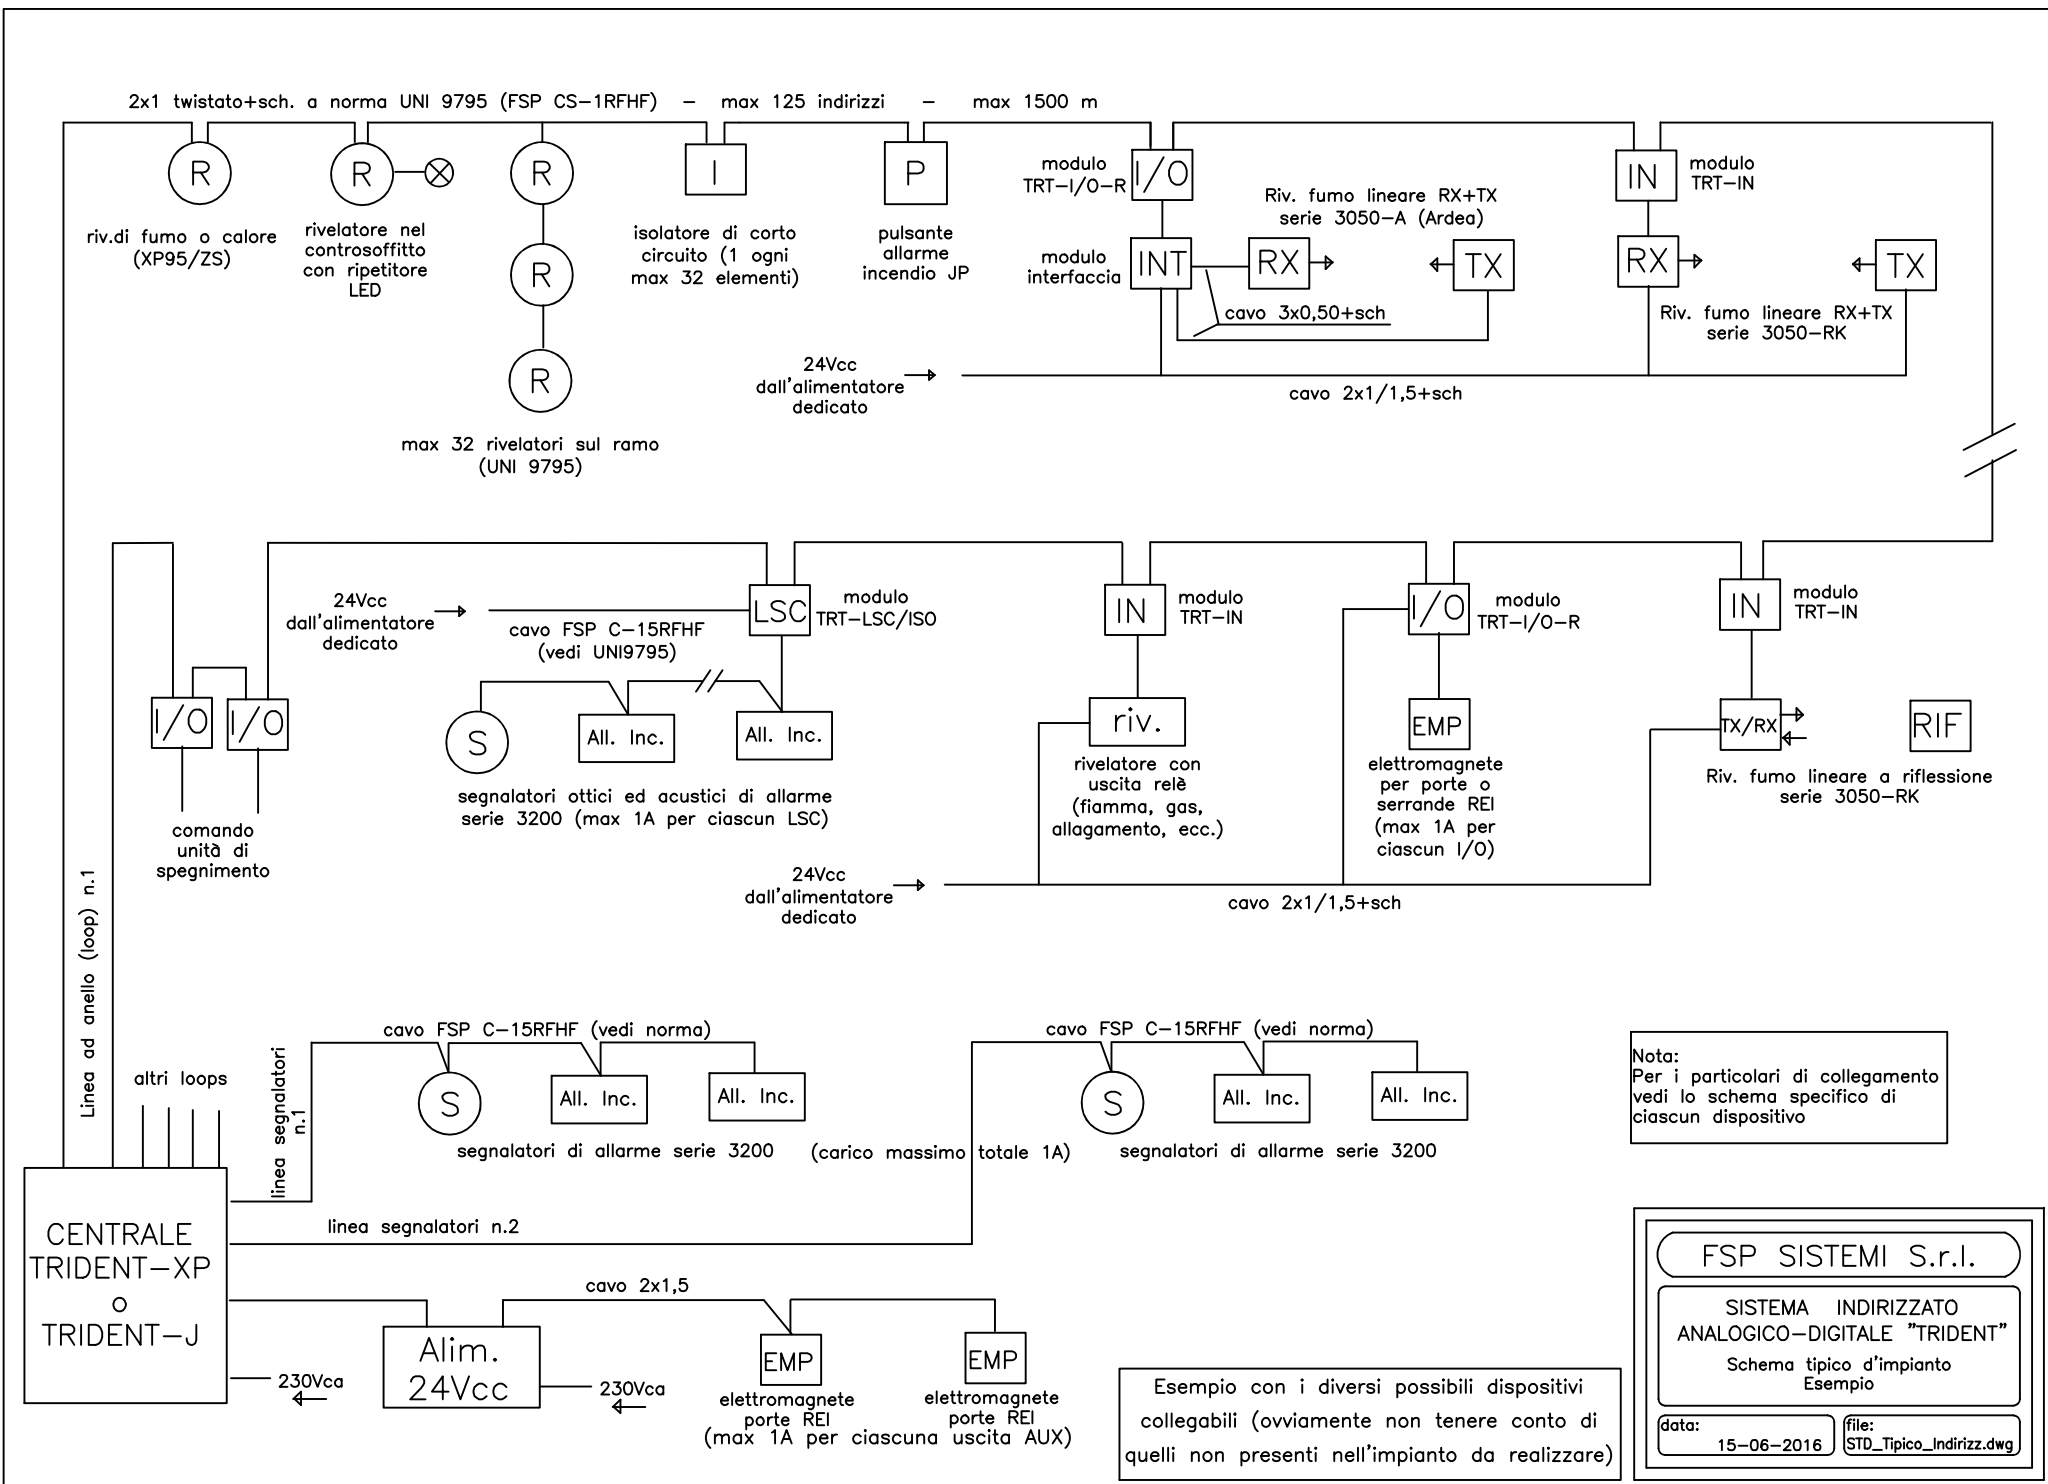 2x1 twistato+sch. a norma UNI 9795 (FSP CS-1RFHF) - max 125 indirizzi - max 1500 m
R
riv.di fumo o calore
(XP95/ZS)
R
rivelatore nel
controsoffitto
con ripetitore
LED
R
R
R
max 32 rivelatori sul ramo
(UNI 9795)
I
isolatore di corto
circuito (1 ogni
max 32 elementi)
P
pulsante
allarme
incendio JP
modulo
TRT-I/O-R
I/O
modulo
interfaccia
INT
Riv. fumo lineare RX+TX
serie 3050-A (Ardea)
RX
TX
cavo 3x0,50+sch
modulo
TRT-IN
IN
RX
TX
Riv. fumo lineare RX+TX
serie 3050-RK
24Vcc
dall'alimentatore
dedicato
cavo 2x1/1,5+sch
I/O
I/O
comando
unità di
spegnimento
24Vcc
dall'alimentatore
dedicato
cavo FSP C-15RFHF
(vedi UNI9795)
LSC
modulo
TRT-LSC/ISO
S
All. Inc.
All. Inc.
segnalatori ottici ed acustici di allarme
serie 3200 (max 1A per ciascun LSC)
IN
modulo
TRT-IN
riv.
rivelatore con
uscita relè
(fiamma, gas,
allagamento, ecc.)
I/O
modulo
TRT-I/O-R
EMP
elettromagnete
per porte o
serrande REI
(max 1A per
ciascun I/O)
IN
modulo
TRT-IN
TX/RX
RIF
Riv. fumo lineare a riflessione
serie 3050-RK
24Vcc
dall'alimentatore
dedicato
cavo 2x1/1,5+sch
Linea ad anello (loop) n.1
altri loops
linea segnalatori
n.1
cavo FSP C-15RFHF (vedi norma)
S
All. Inc.
All. Inc.
segnalatori di allarme serie 3200
(carico massimo totale 1A)
cavo FSP C-15RFHF (vedi norma)
S
All. Inc.
All. Inc.
segnalatori di allarme serie 3200
Nota:
Per i particolari di collegamento
vedi lo schema specifico di
ciascun dispositivo
CENTRALE
TRIDENT-XP
o
TRIDENT-J
linea segnalatori n.2
230Vca
Alim.
24Vcc
230Vca
cavo 2x1,5
EMP
elettromagnete
porte REI
EMP
elettromagnete
porte REI
(max 1A per ciascuna uscita AUX)
Esempio con i diversi possibili dispositivi
collegabili (ovviamente non tenere conto di
quelli non presenti nell'impianto da realizzare)
FSP SISTEMI S.r.l.
SISTEMA INDIRIZZATO
ANALOGICO-DIGITALE "TRIDENT"
Schema tipico d'impianto
Esempio
data:
15-06-2016
file:
STD_Tipico_Indirizz.dwg